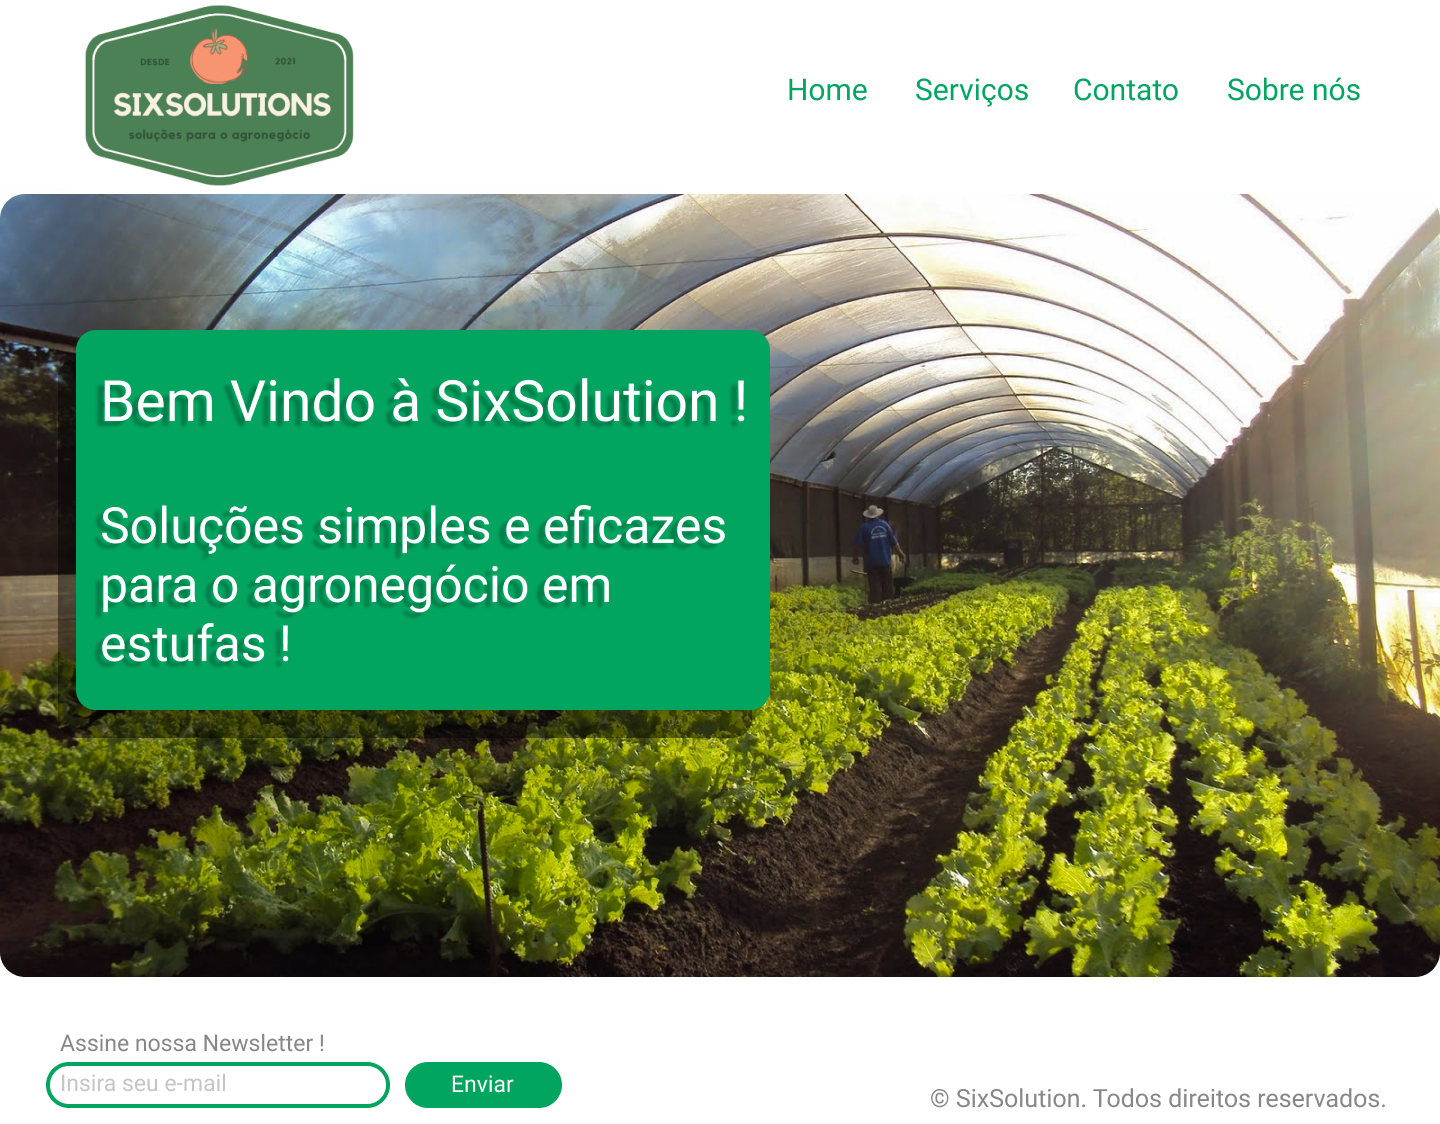 DESDE
2021
SIXSOLUTIONS
soluções para o agronegócio
Home
Serviços
Contato
Sobre nós
Bem Vindo à SixSolution !
Soluções simples e eficazes
para o agronegócio em
estufas !
Assine nossa Newsletter !
Insira seu e-mail
Enviar
© SixSolution. Todos direitos reservados.